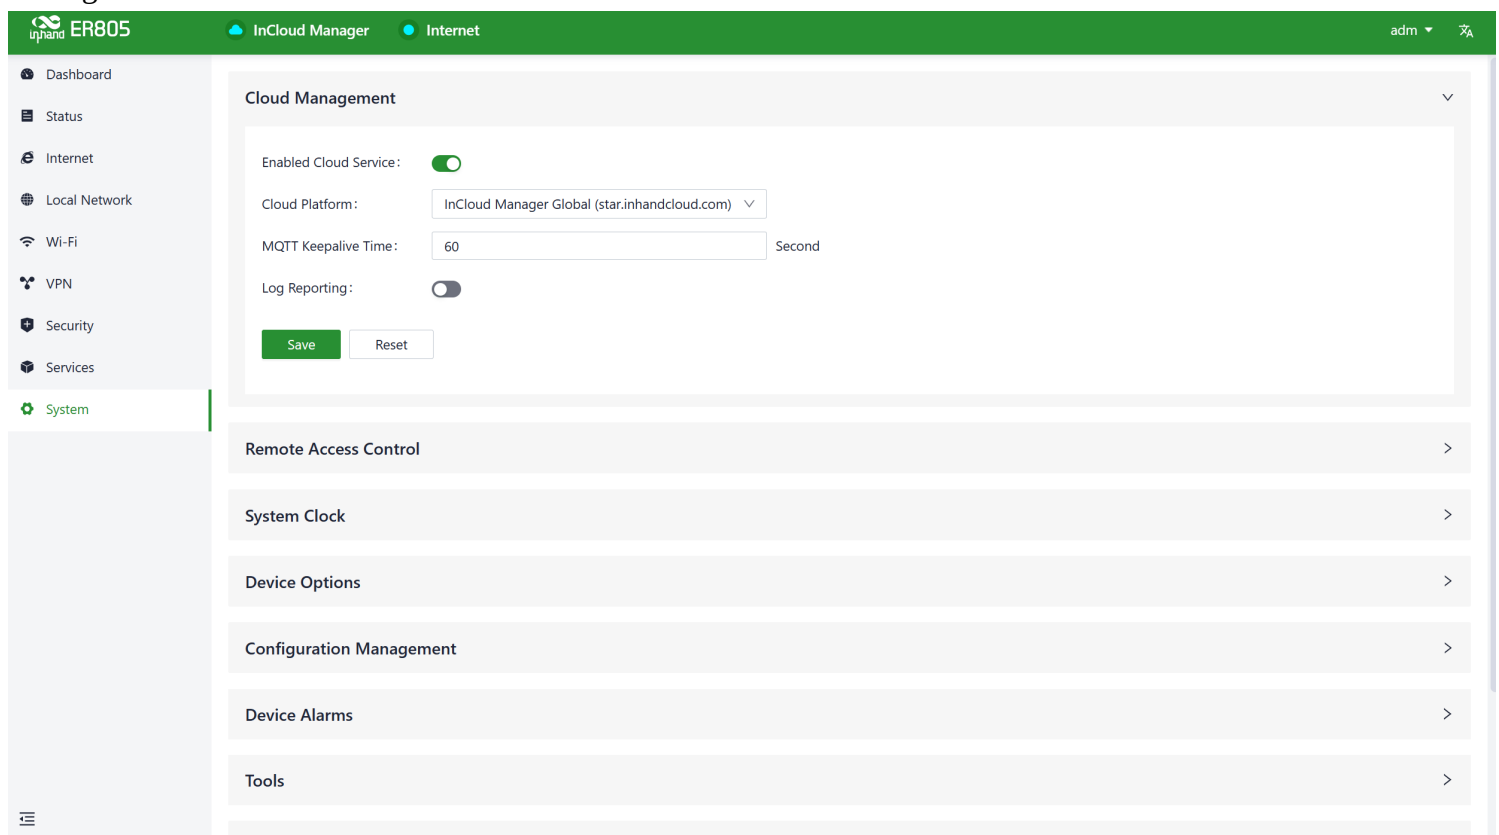 inhand ER805
InCloud Manager
Internet
adm
Dashboard
Status
Internet
Local Network
Wi-Fi
VPN
Security
Services
System
Cloud Management
Enabled Cloud Service:
Cloud Platform: InCloud Manager Global (star.inhandcloud.com)
MQTT Keepalive Time: 60 Second
Log Reporting:
Save Reset
Remote Access Control
System Clock
Device Options
Configuration Management
Device Alarms
Tools